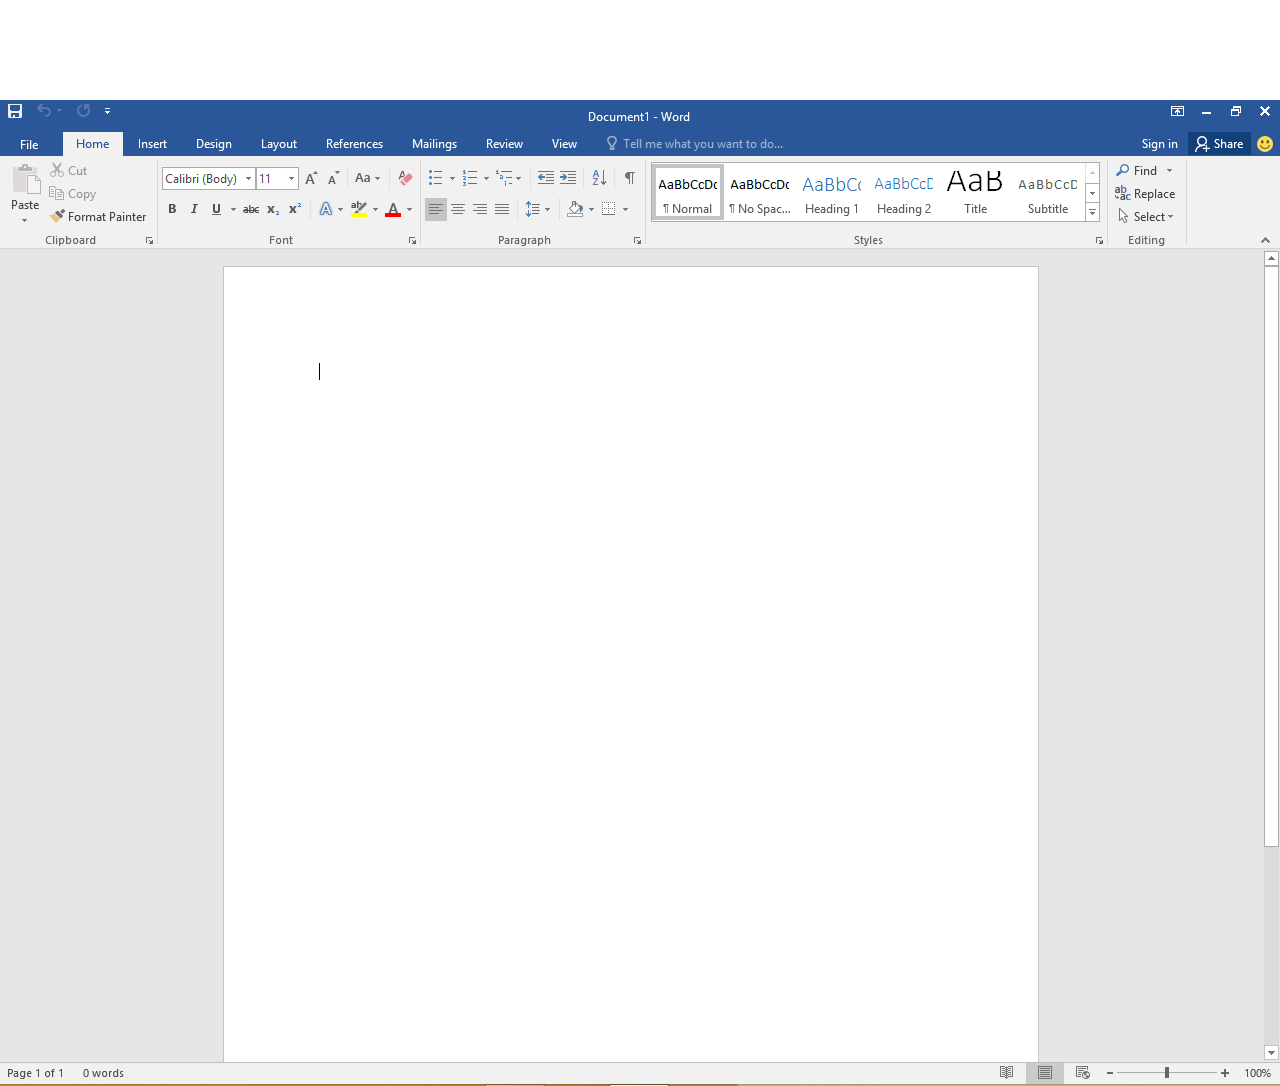 Document1 - Word
File Home Insert Design Layout References Mailings Review View Tell me what you want to do... Sign in Share
Paste
Cut
Copy
Format Painter
Clipboard
Calibri (Body) 11 Aa
B I U abc x₂ x² A ab A
Font
A Z ¶
Paragraph
AaBbCcDc AaBbCcDc AaBbCc AaBbCcD AaB AaBbCcD
¶ Normal ¶ No Spac... Heading 1 Heading 2 Title Subtitle
Styles
Find
Replace
Select
Editing
Page 1 of 1 0 words 100%